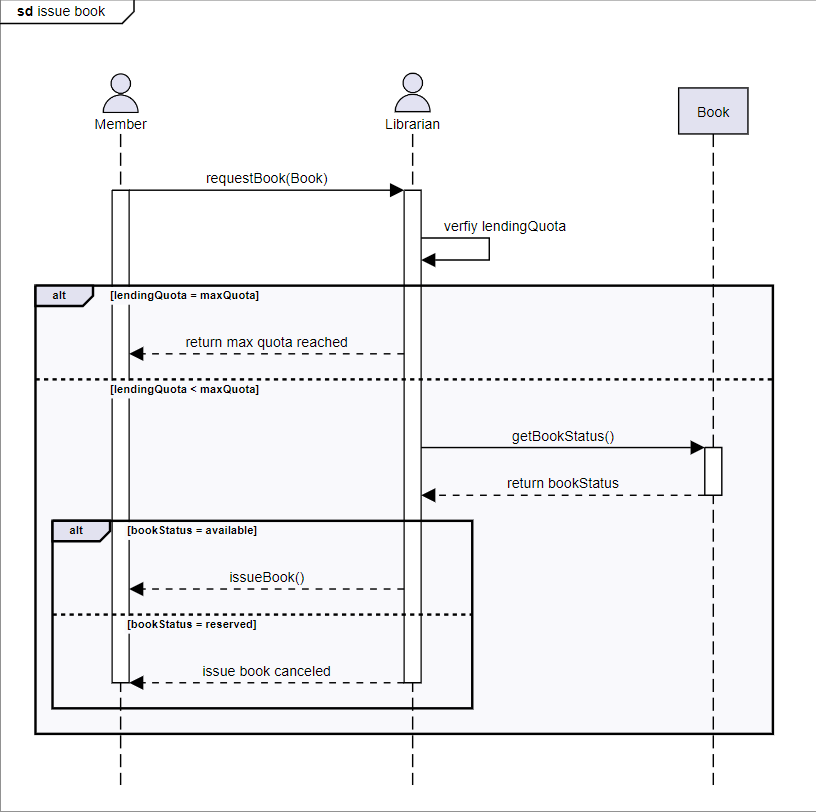 sd issue book
Member
Librarian
Book
requestBook(Book)
verfiy lendingQuota
alt
[lendingQuota = maxQuota]
return max quota reached
[lendingQuota < maxQuota]
getBookStatus()
return bookStatus
alt
[bookStatus = available]
issueBook()
[bookStatus = reserved]
issue book canceled